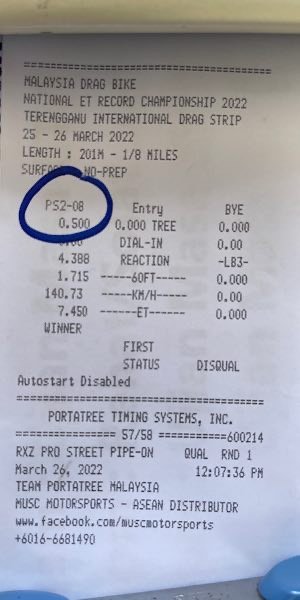 ================================
MALAYSIA DRAG BIKE
NATIONAL ET RECORD CHAMPIONSHIP 2022
TERENGGANU INTERNATIONAL DRAG STRIP
25 - 26 MARCH 2022
LENGTH : 201M - 1/8 MILES
SURFACE NO-PREP
PS2-08 Entry BYE
0.500 0.000 TREE 0.000
0.00 DIAL-IN 0.00
4.388 REACTION -LB3-
1.715 -----60FT----- 0.000
140.73 -----KM/H----- 0.00
7.450 ------ET------ 0.000
WINNER
FIRST
STATUS DISQUAL
Autostart Disabled
================================
PORTATREE TIMING SYSTEMS, INC.
============== 57/58 ===========600214
RXZ PRO STREET PIPE-ON QUAL RND 1
March 26, 2022 12:07:36 PM
TEAM PORTATREE MALAYSIA
MUSC MOTORSPORTS - ASEAN DISTRIBUTOR
www.facebook.com/muscmotorsports
+6016-6681490